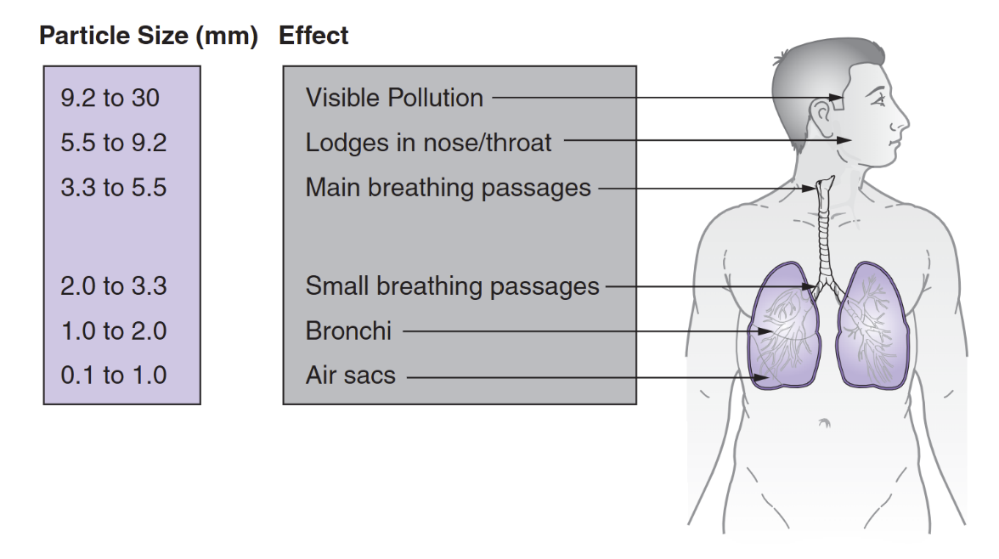 Particle Size (mm) Effect
9.2 to 30 Visible Pollution
5.5 to 9.2 Lodges in nose/throat
3.3 to 5.5 Main breathing passages
2.0 to 3.3 Small breathing passages
1.0 to 2.0 Bronchi
0.1 to 1.0 Air sacs